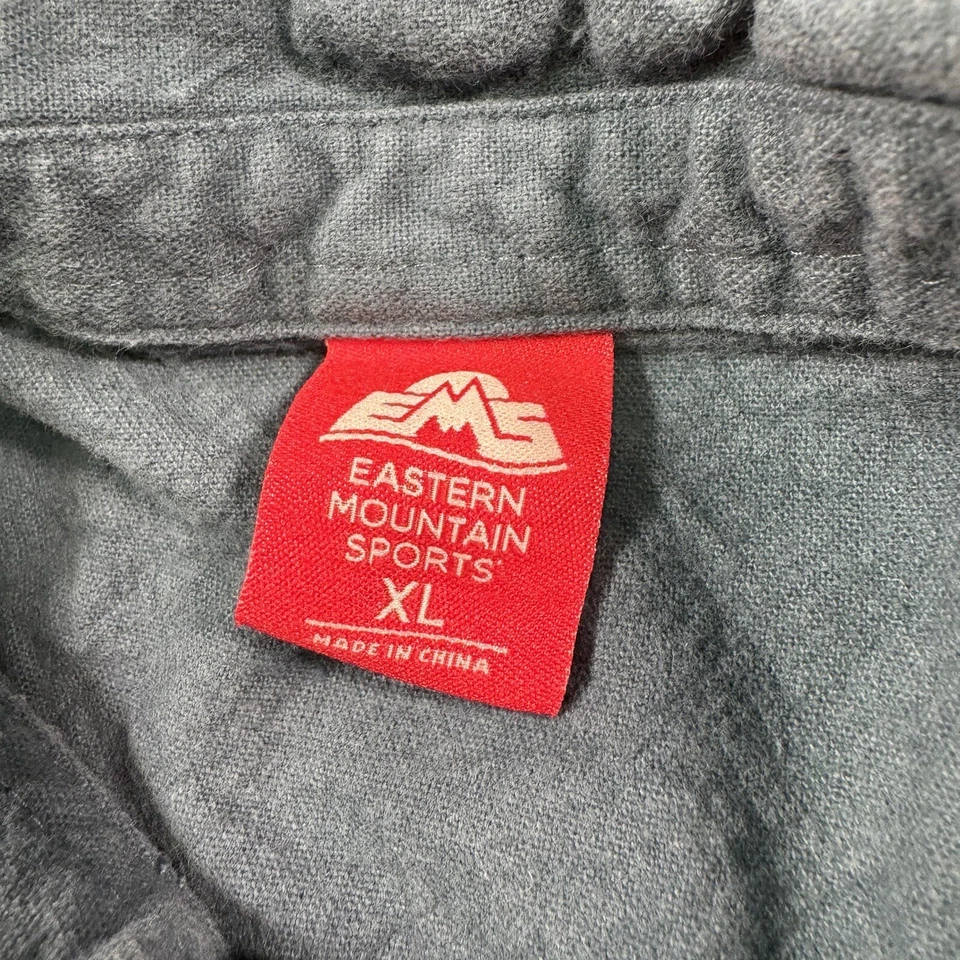 EMS
EASTERN
MOUNTAIN
SPORTS
XL
MADE IN CHINA